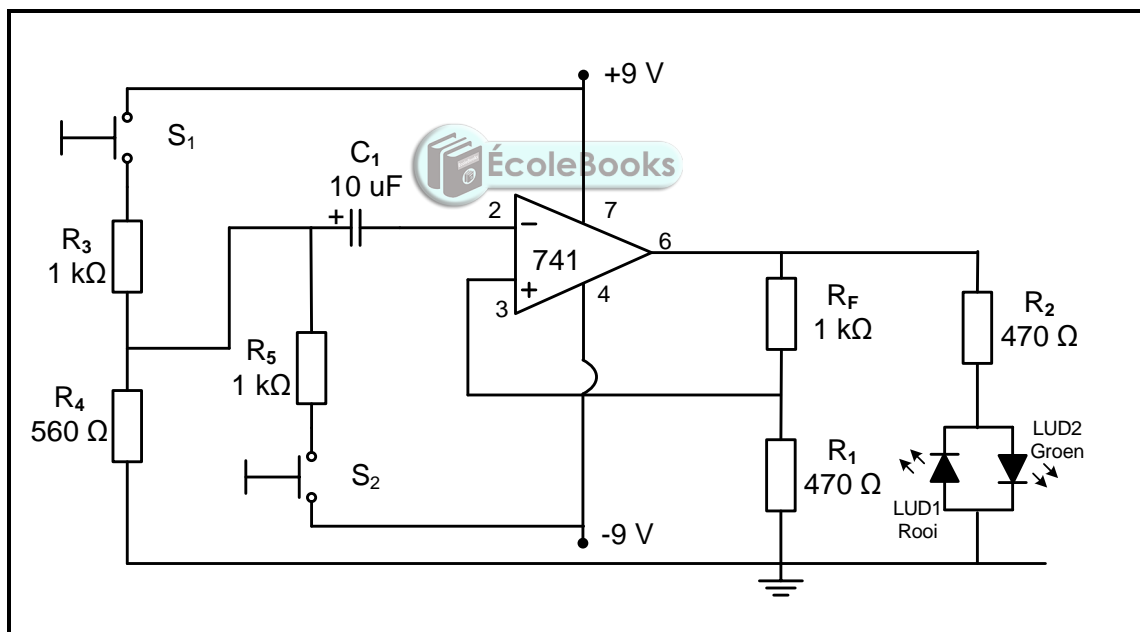 +9 V
S₁
ÉcoleBooks
C₁
10 uF
+
2
7
6
R₃
1 kΩ
−
741
+
3
4
R_F
1 kΩ
R₂
470 Ω
R₅
1 kΩ
R₄
560 Ω
S₂
R₁
470 Ω
LUD2
Groen
LUD1
Rooi
-9 V